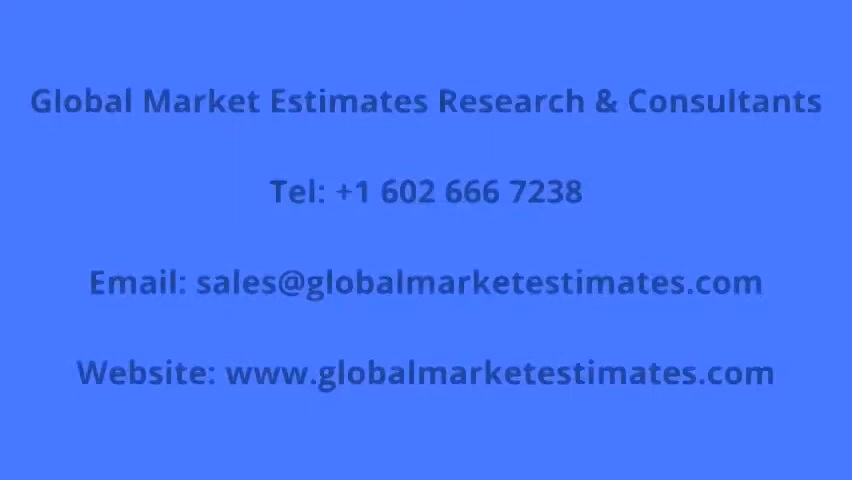 Global Market Estimates Research & Consultants
Tel: +1 602 666 7238
Email: sales@globalmarketestimates.com
Website: www.globalmarketestimates.com